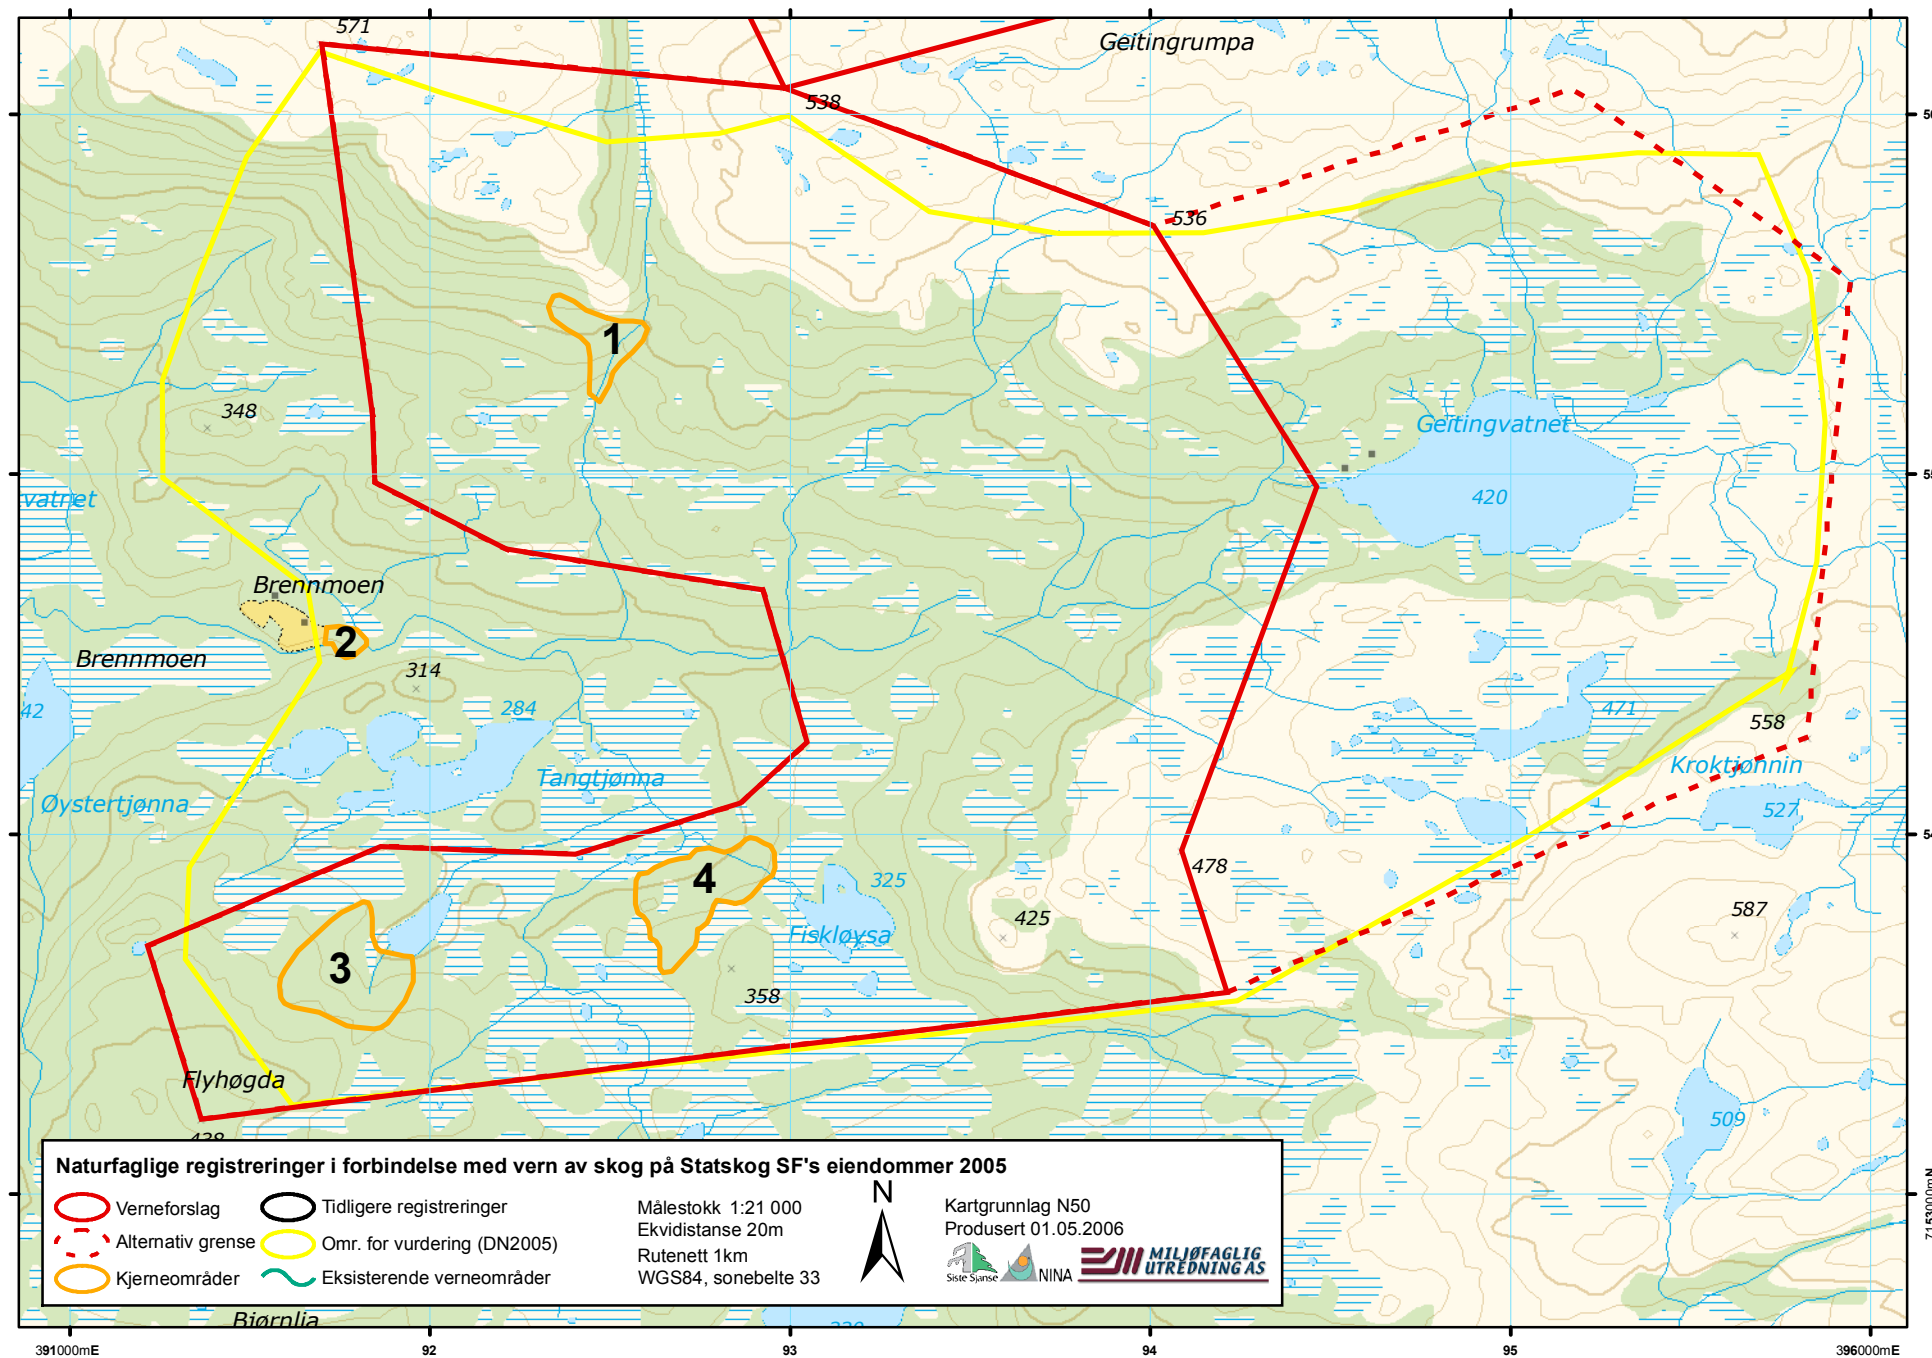 571
Geitingrumpa
538
536
1
348
Geitingvatnet
420
vatnet
Brennmoen
2
Brennmoen
314
42
284
471
558
Tangtjønna
Kroktjønnin
Øystertjønna
527
4
325
478
425
587
Fiskløysa
3
358
Flyhøgda
509
Naturfaglige registreringer i forbindelse med vern av skog på Statskog SF's eiendommer 2005
Verneforslag
Alternativ grense
Kjerneområder
Tidligere registreringer
Omr. for vurdering (DN2005)
Eksisterende verneområder
Målestokk 1:21 000
Ekvidistanse 20m
Rutenett 1km
WGS84, sonebelte 33
N
Kartgrunnlag N50
Produsert 01.05.2006
Siste Sjanse
NINA
MILJØFAGLIG
UTREDNING AS
7153000mN
Bjørnlia
391000mE
92
93
94
95
396000mE